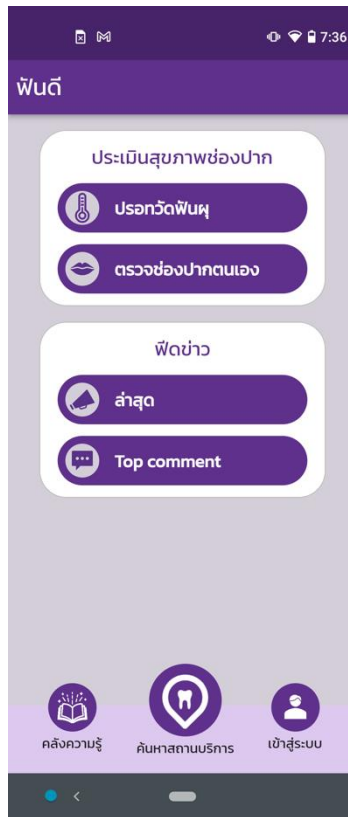 7:36
ฟันดี
ประเมินสุขภาพช่องปาก
ปรอทวัดฟันผุ
ตรวจช่องปากตนเอง
ฟีดข่าว
ล่าสุด
Top comment
คลังความรู้
ค้นหาสถานบริการ
เข้าสู่ระบบ